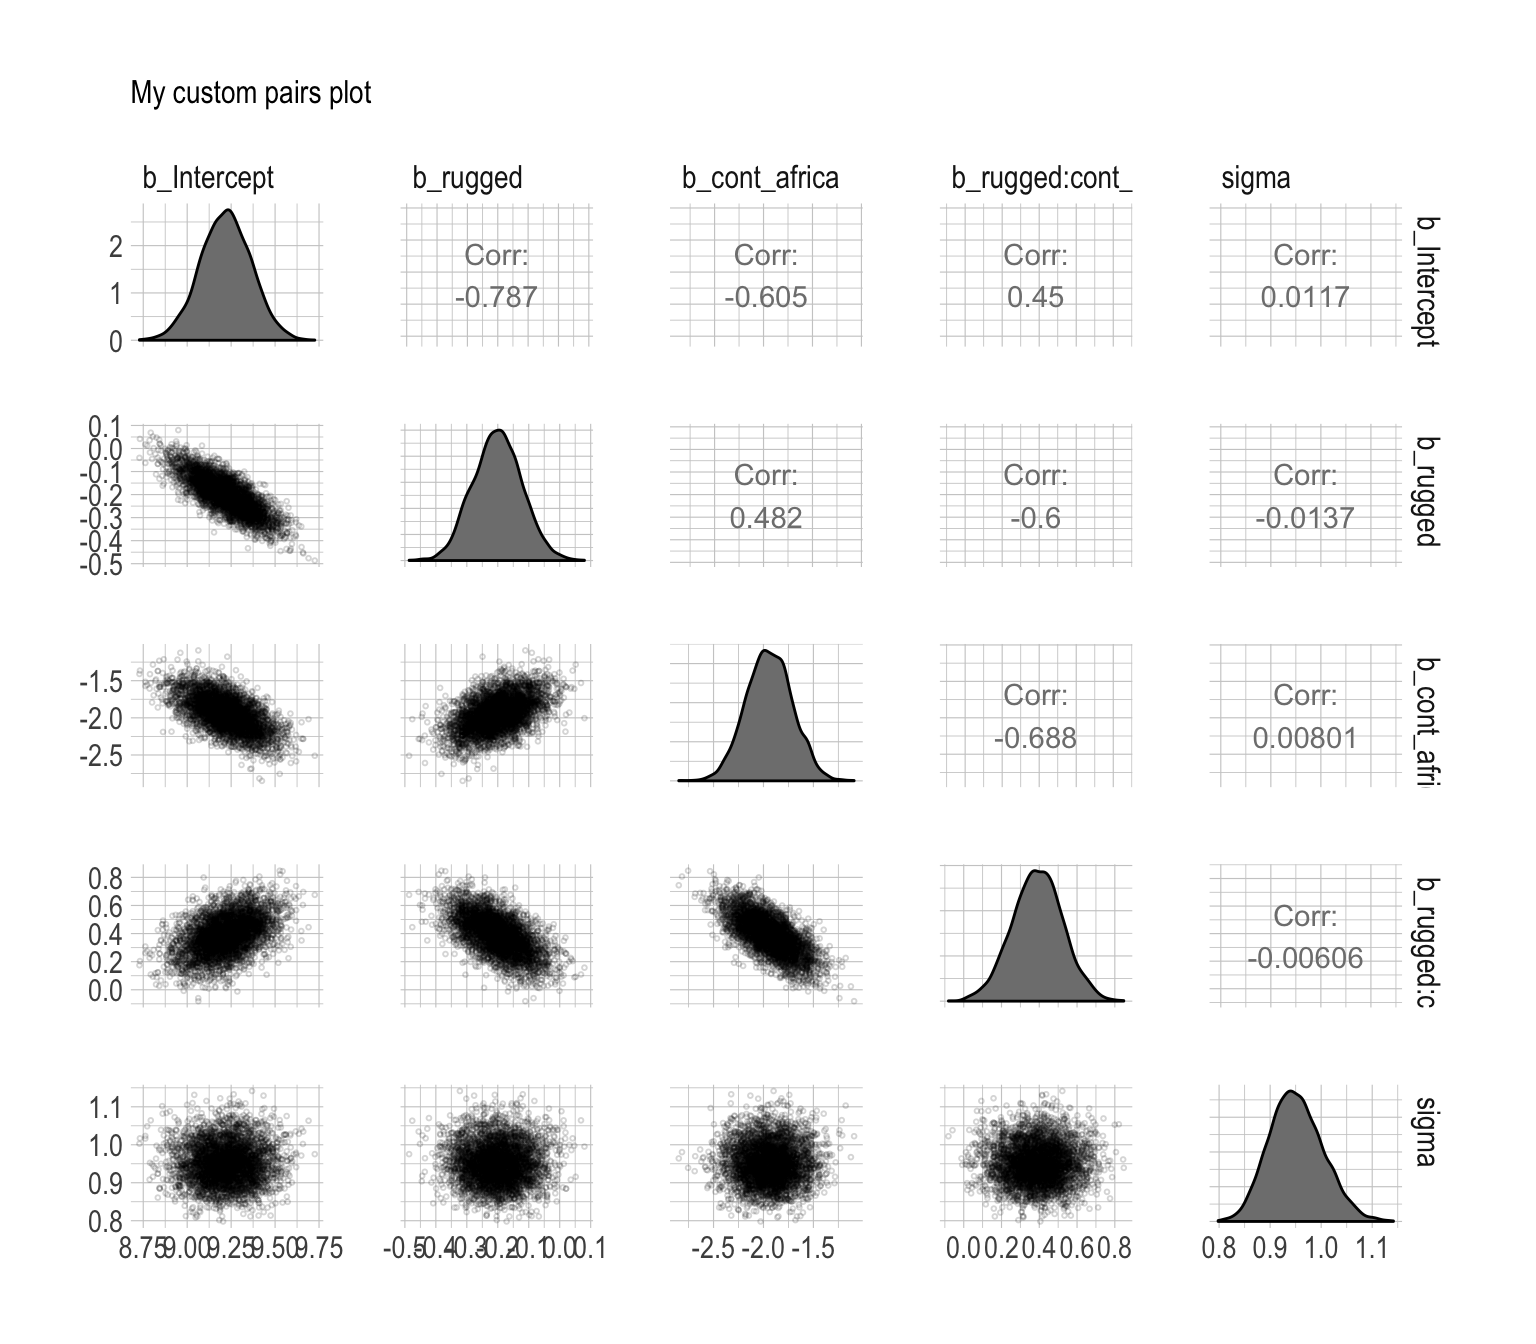 My custom pairs plot
b_Intercept b_rugged b_cont_africa b_rugged:cont_ sigma
2
1
0
Corr:
-0.787
Corr:
-0.605
Corr:
0.45
Corr:
0.0117
b_Intercept
0.1
0.0
-0.1
-0.2
-0.3
-0.4
-0.5
Corr:
0.482
Corr:
-0.6
Corr:
-0.0137
b_rugged
-1.5
-2.0
-2.5
Corr:
-0.688
Corr:
0.00801
b_cont_afri
0.8
0.6
0.4
0.2
0.0
Corr:
-0.00606
b_rugged:c
1.1
1.0
0.9
0.8
sigma
8.75 9.00 9.25 9.50 9.75
-0.5 -0.4 -0.3 -0.2 -0.1 0.0 0.1
-2.5 -2.0 -1.5
0.0 0.2 0.4 0.6 0.8
0.8 0.9 1.0 1.1